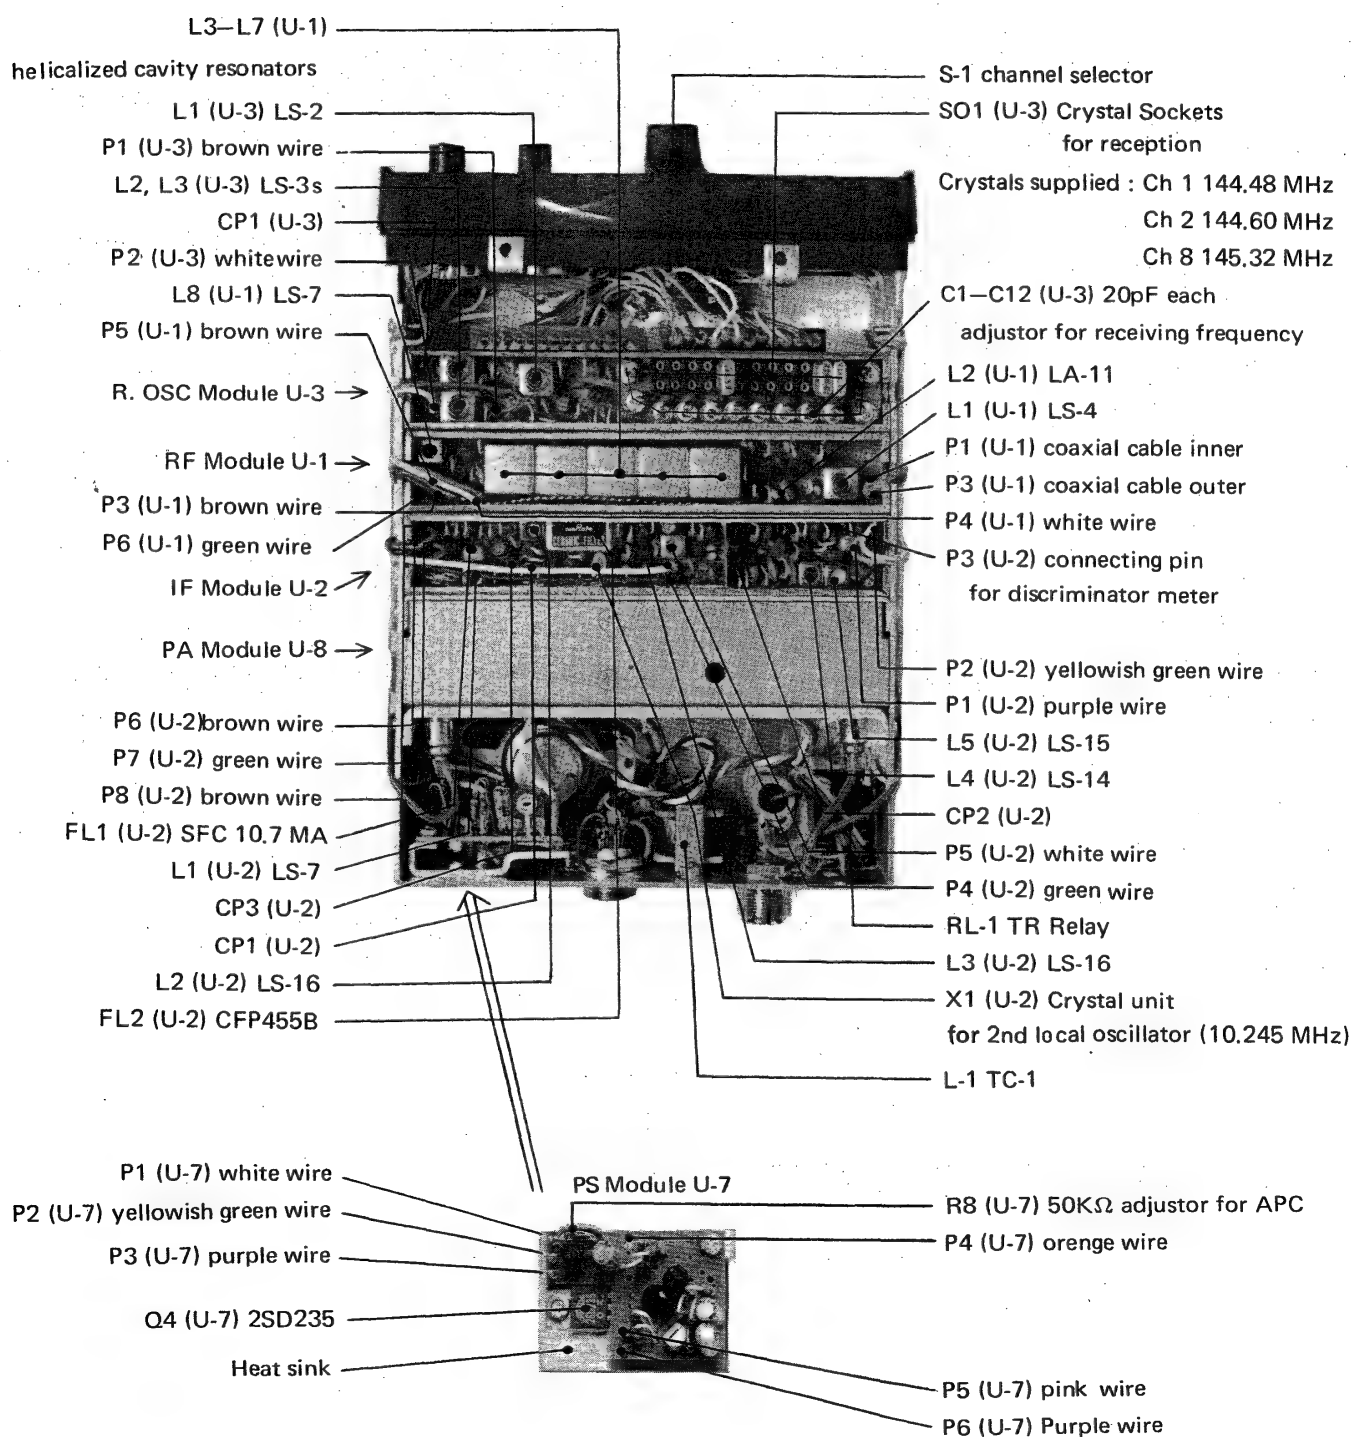 L3—L7 (U-1)
helicalized cavity resonators
L1 (U-3) LS-2
P1 (U-3) brown wire
L2, L3 (U-3) LS-3s
CP1 (U-3)
P2 (U-3) whitewire
L8 (U-1) LS-7
P5 (U-1) brown wire
R. OSC Module U-3
RF Module U-1
P3 (U-1) brown wire
P6 (U-1) green wire
IF Module U-2
PA Module U-8
P6 (U-2)brown wire
P7 (U-2) green wire
P8 (U-2) brown wire
FL1 (U-2) SFC 10.7 MA
L1 (U-2) LS-7
CP3 (U-2)
CP1 (U-2)
L2 (U-2) LS-16
FL2 (U-2) CFP455B
S-1 channel selector
SO1 (U-3) Crystal Sockets
for reception
Crystals supplied : Ch 1 144.48 MHz
Ch 2 144.60 MHz
Ch 8 145.32 MHz
C1—C12 (U-3) 20pF each
adjustor for receiving frequency
L2 (U-1) LA-11
L1 (U-1) LS-4
P1 (U-1) coaxial cable inner
P3 (U-1) coaxial cable outer
P4 (U-1) white wire
P3 (U-2) connecting pin
for discriminator meter
P2 (U-2) yellowish green wire
P1 (U-2) purple wire
L5 (U-2) LS-15
L4 (U-2) LS-14
CP2 (U-2)
P5 (U-2) white wire
P4 (U-2) green wire
RL-1 TR Relay
L3 (U-2) LS-16
X1 (U-2) Crystal unit
for 2nd local oscillator (10.245 MHz)
L-1 TC-1
P1 (U-7) white wire
P2 (U-7) yellowish green wire
P3 (U-7) purple wire
Q4 (U-7) 2SD235
Heat sink
PS Module U-7
R8 (U-7) 50KΩ adjustor for APC
P4 (U-7) orenge wire
P5 (U-7) pink wire
P6 (U-7) Purple wire